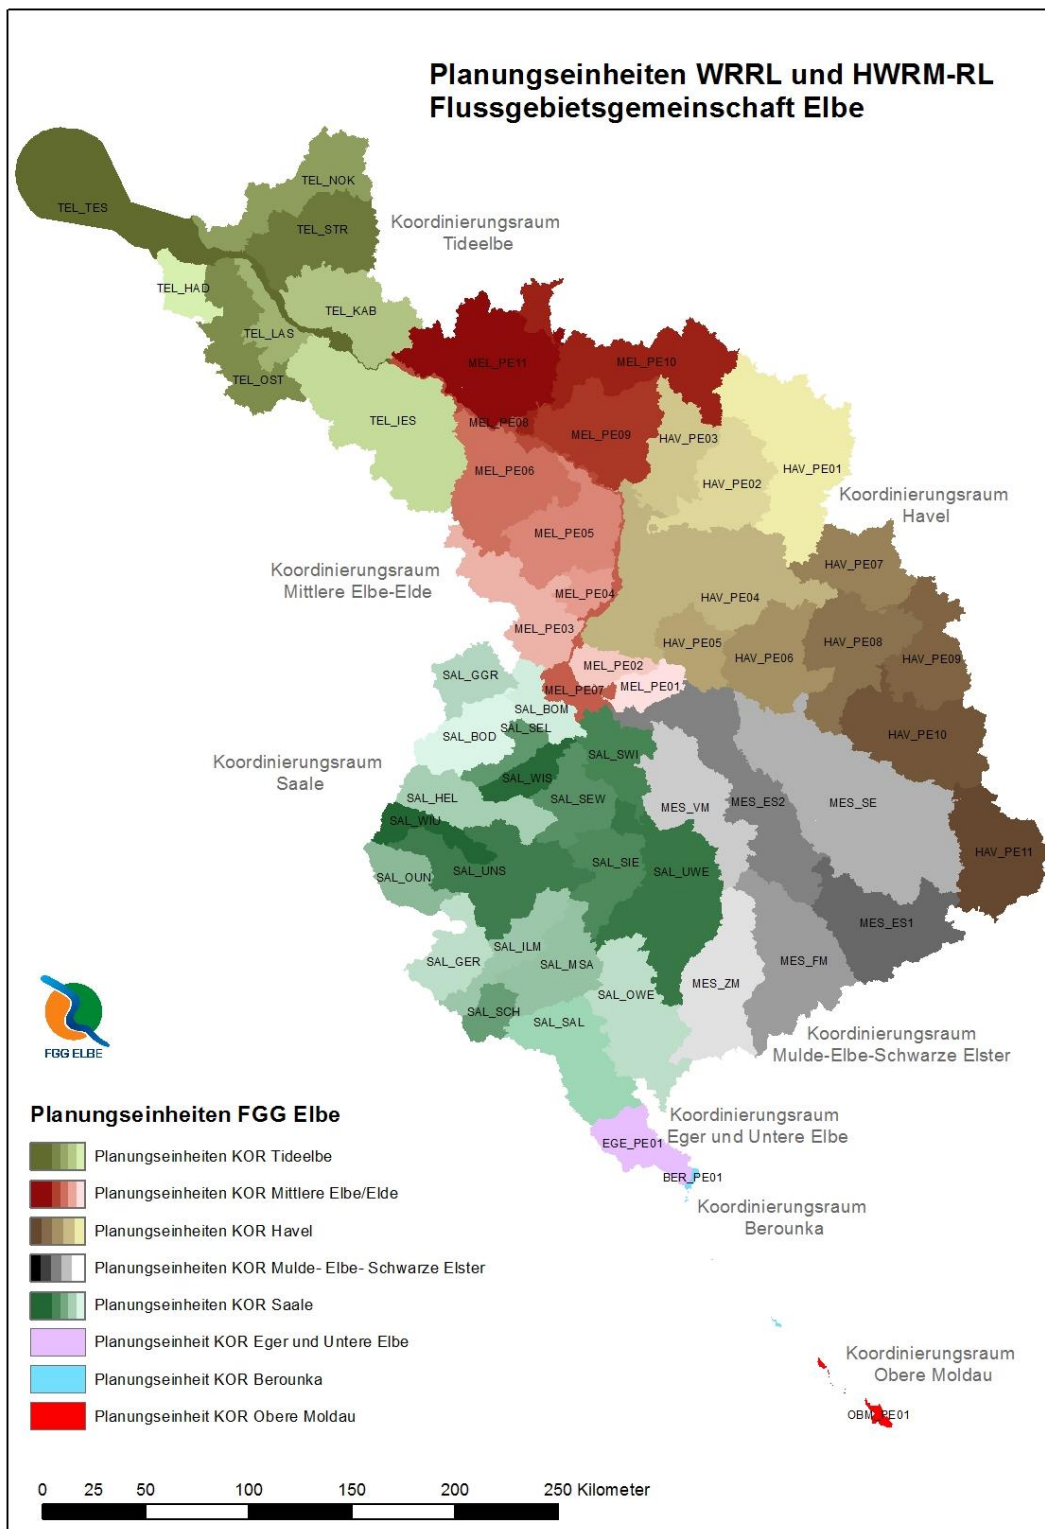 Planungseinheiten WRRL und HWRM-RL
Flussgebietsgemeinschaft Elbe
TEL_NOK
TEL_TES
TEL_STR
Koordinierungsraum
Tideelbe
TEL_HAD
TEL_KAB
TEL_LAS
TEL_OST
MEL_PE11
MEL_PE10
TEL_IES
MEL_PE08
MEL_PE09
HAV_PE03
MEL_PE06
HAV_PE02
HAV_PE01
Koordinierungsraum
Havel
MEL_PE05
Koordinierungsraum
Mittlere Elbe-Elde
HAV_PE07
MEL_PE04
HAV_PE04
MEL_PE03
HAV_PE05
HAV_PE08
HAV_PE06
HAV_PE09
MEL_PE02
SAL_GGR
MEL_PE07
MEL_PE01
SAL_BOM
SAL_SEL
SAL_BOD
HAV_PE10
Koordinierungsraum
Saale
SAL_SWI
SAL_WIS
SAL_HEL
SAL_SEW
MES_VM
MES_ES2
MES_SE
SAL_WIU
HAV_PE11
SAL_OUN
SAL_UNS
SAL_SIE
SAL_UWE
MES_ES1
SAL_GER
SAL_ILM
SAL_MSA
MES_FM
SAL_OWE
MES_ZM
SAL_SCH
SAL_SAL
Koordinierungsraum
Mulde-Elbe-Schwarze Elster
FGG ELBE
Koordinierungsraum
Eger und Untere Elbe
EGE_PE01
BER_PE01
Koordinierungsraum
Berounka
Koordinierungsraum
Obere Moldau
OBM_PE01
Planungseinheiten FGG Elbe
Planungseinheiten KOR Tideelbe
Planungseinheiten KOR Mittlere Elbe/Elde
Planungseinheiten KOR Havel
Planungseinheiten KOR Mulde- Elbe- Schwarze Elster
Planungseinheiten KOR Saale
Planungseinheit KOR Eger und Untere Elbe
Planungseinheit KOR Berounka
Planungseinheit KOR Obere Moldau
0 25 50 100 150 200 250 Kilometer